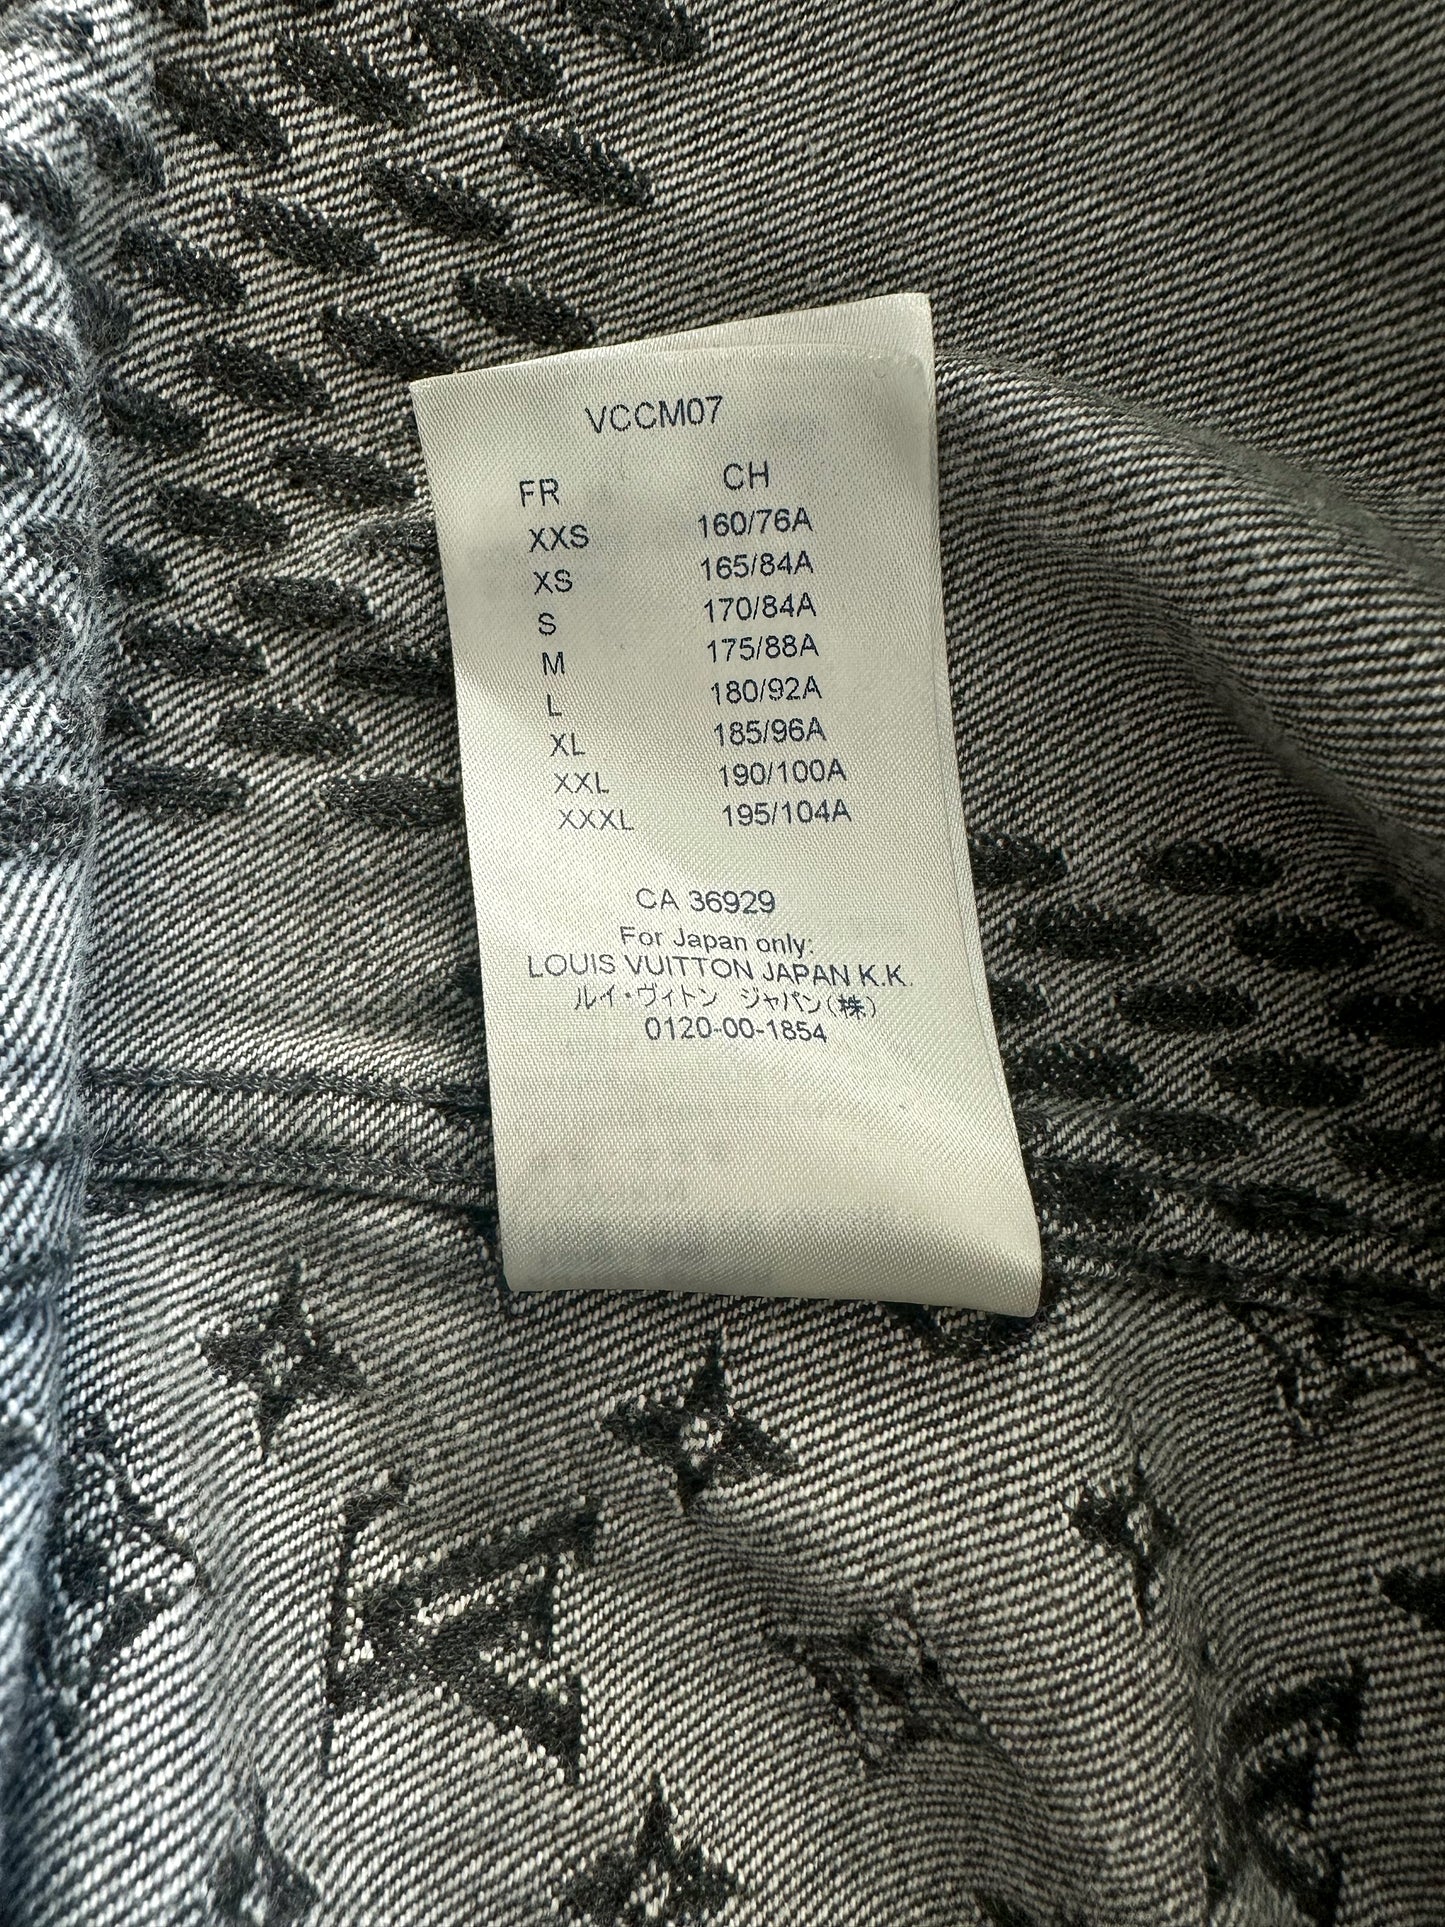 VCCM07
FR CH
XXS 160/76A
XS 165/84A
S 170/84A
M 175/88A
L 180/92A
XL 185/96A
XXL 190/100A
XXXL 195/104A
CA 36929
For Japan only:
LOUIS VUITTON JAPAN K.K.
ルイ・ヴィトン ジャパン(株)
0120-00-1854